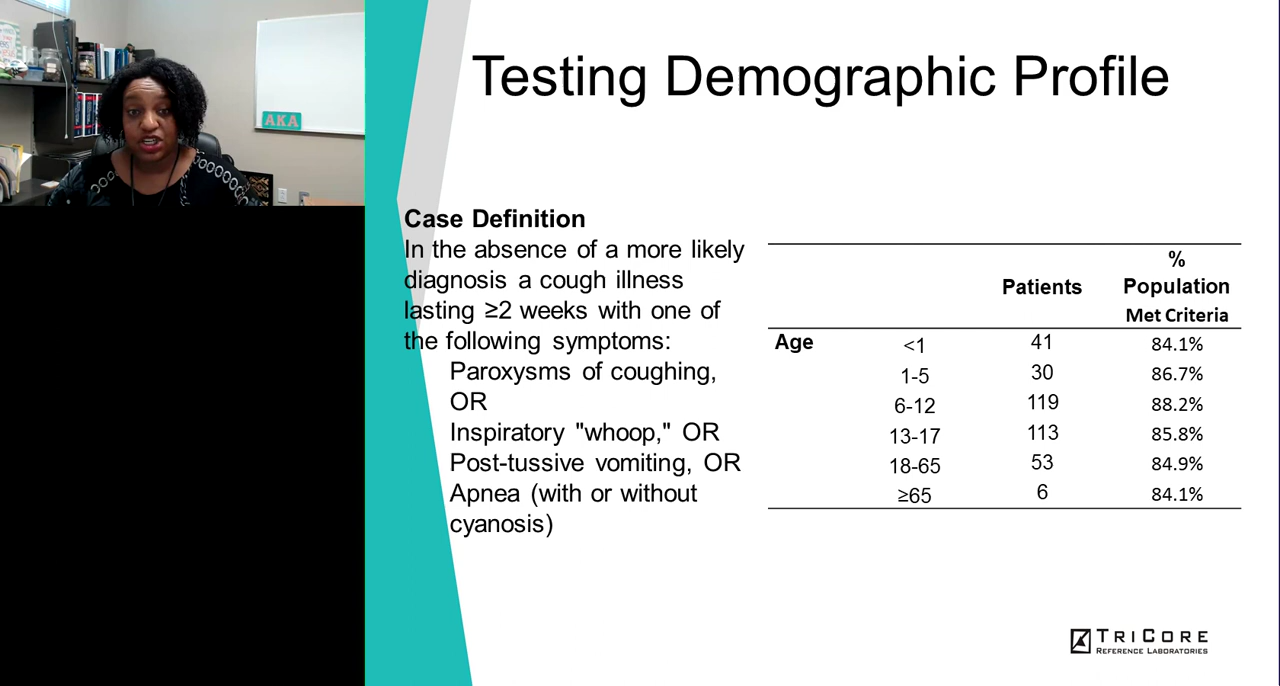 AKA
Testing Demographic Profile
Case Definition
In the absence of a more likely
diagnosis a cough illness
lasting ≥2 weeks with one of
the following symptoms:
Paroxysms of coughing,
OR
Inspiratory "whoop," OR
Post-tussive vomiting, OR
Apnea (with or without
cyanosis)
%
Patients Population
Met Criteria
Age <1 41 84.1%
1-5 30 86.7%
6-12 119 88.2%
13-17 113 85.8%
18-65 53 84.9%
≥65 6 84.1%
TRICORE
REFERENCE LABORATORIES